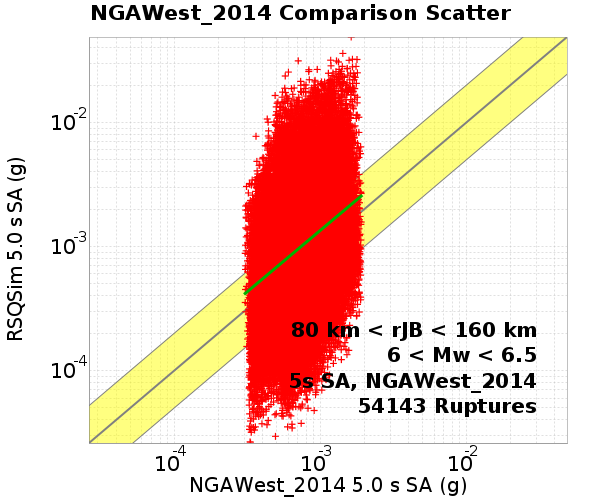 NGAWest_2014 Comparison Scatter
RSQSim 5.0 s SA (g)
10-2
10-3
10-4
80 km < rJB < 160 km
6 < Mw < 6.5
5s SA, NGAWest_2014
54143 Ruptures
10-4 10-3 10-2
NGAWest_2014 5.0 s SA (g)